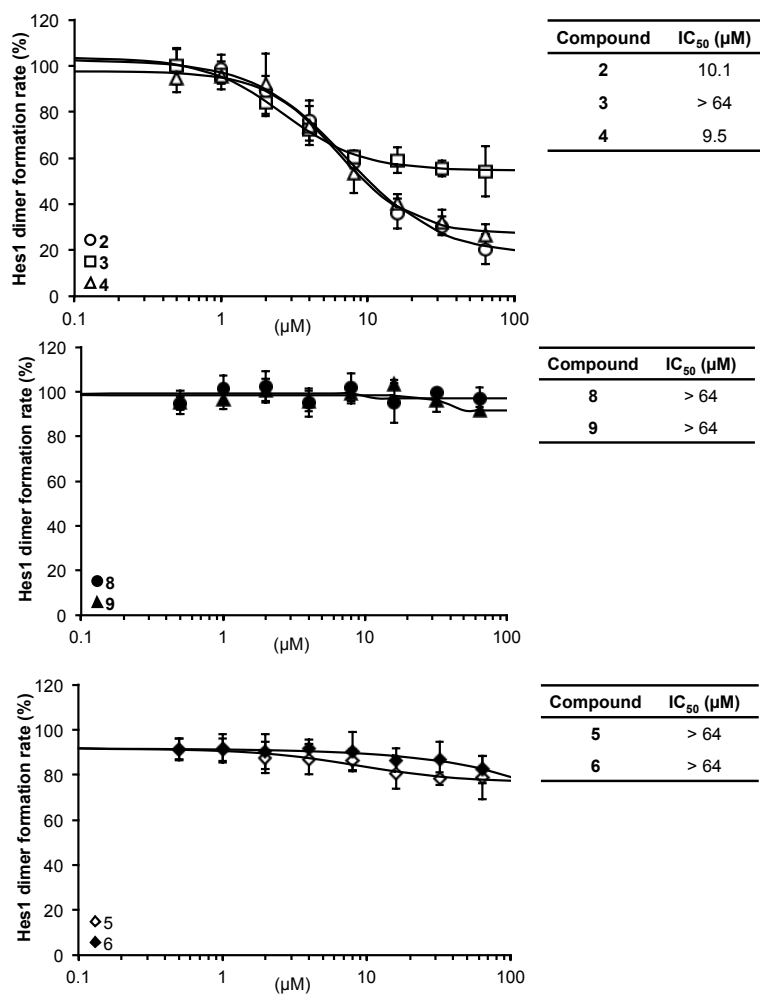 Hes1 dimer formation rate (%)
120
100
80
60
40
20
0
2
3
4
0.1 1 10 100
(µM)
Compound IC50 (µM)
2 10.1
3 > 64
4 9.5
Hes1 dimer formation rate (%)
120
100
80
60
40
20
0
8
9
0.1 1 10 100
(µM)
Compound IC50 (µM)
8 > 64
9 > 64
Hes1 dimer formation rate (%)
120
100
80
60
40
20
0
5
6
0.1 1 10 100
(µM)
Compound IC50 (µM)
5 > 64
6 > 64